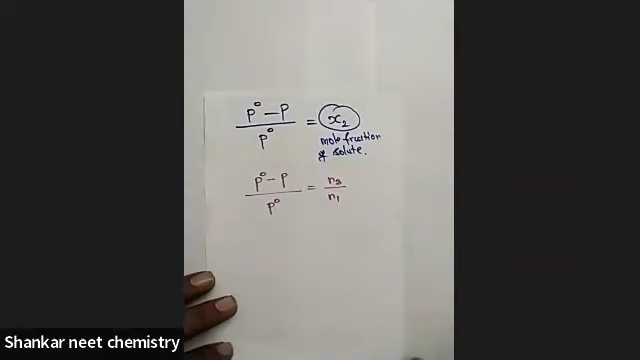 p° - p / p° = x₂
mole fraction
of solute.
p° - p / p° = n₂ / n₁
Shankar neet chemistry